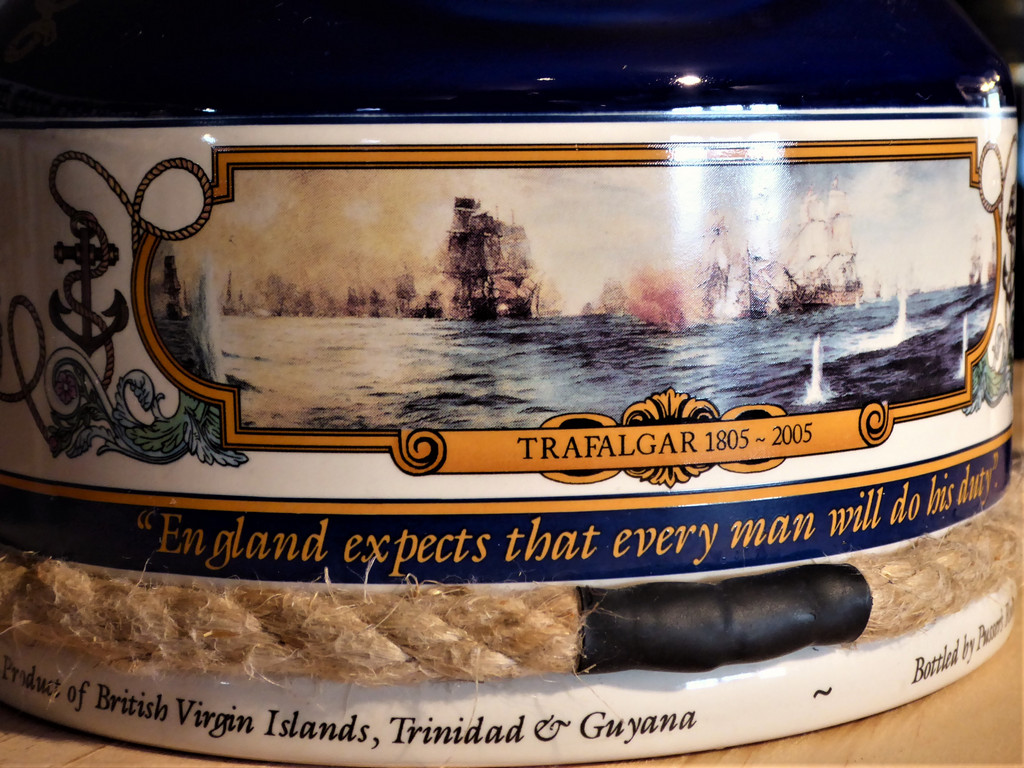 TRAFALGAR 1805 ~ 2005
"England expects that every man will do his duty".
Product of British Virgin Islands, Trinidad & Guyana ~ Bottled by